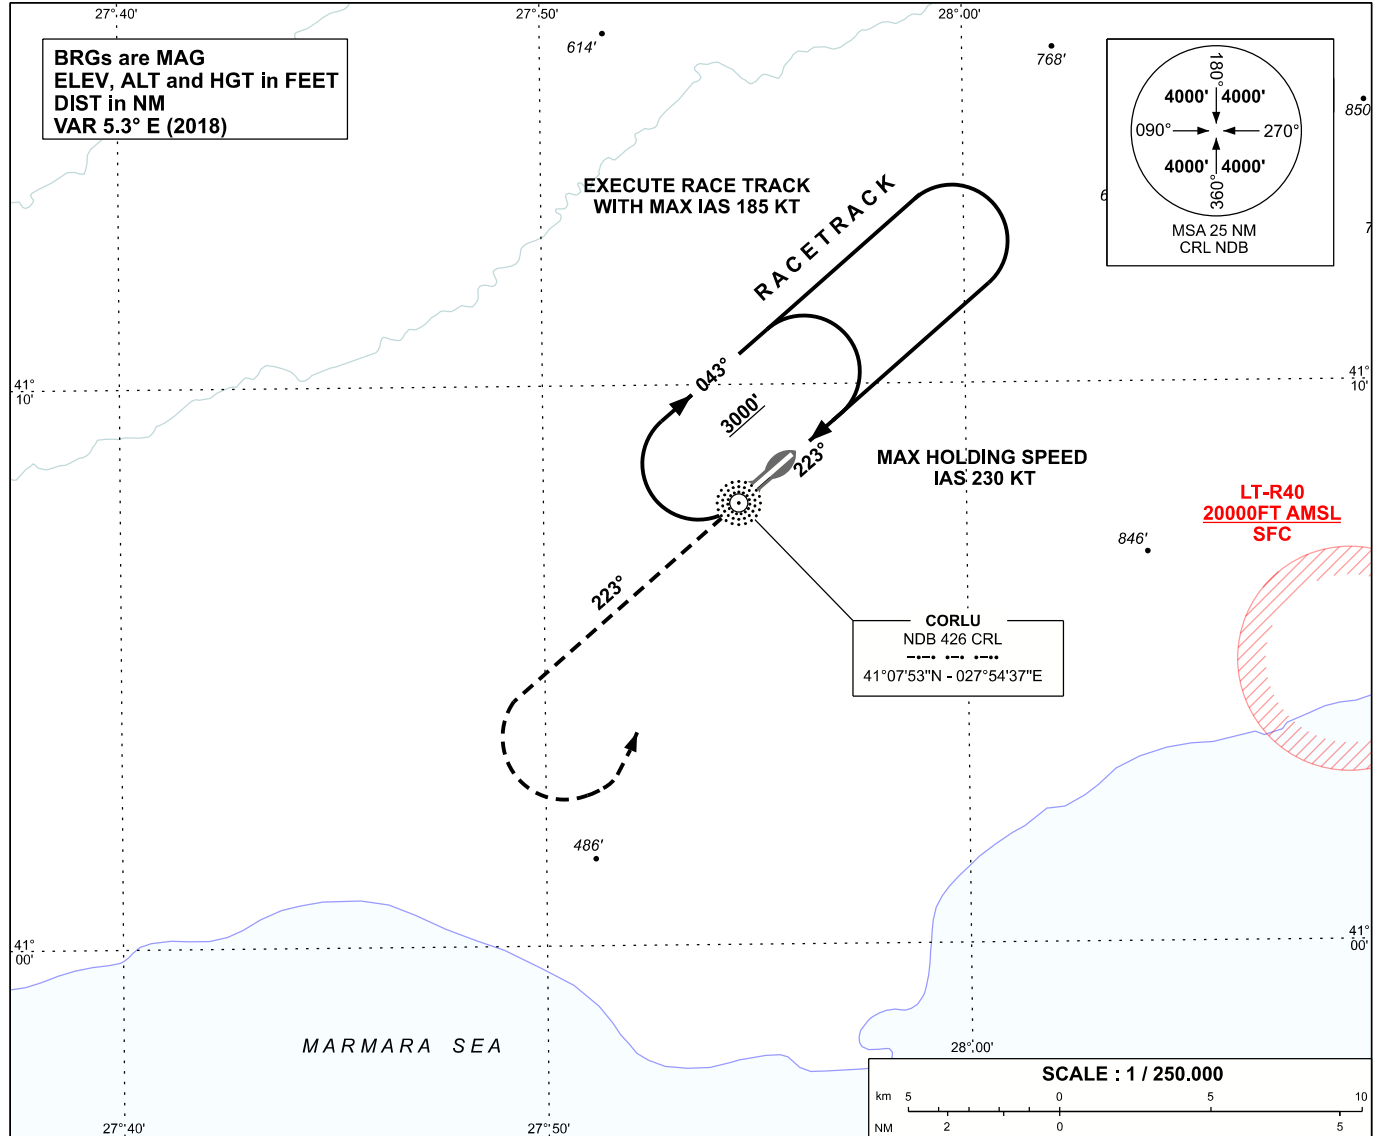 27°40'
27°50'
28°00'
BRGs are MAG
ELEV, ALT and HGT in FEET
DIST in NM
VAR 5.3° E (2018)
614'
768'
850
180°
4000' 4000'
090° 270°
4000' 4000'
360°
MSA 25 NM
CRL NDB
EXECUTE RACE TRACK
WITH MAX IAS 185 KT
RACETRACK
6
7
41°
10'
41°
10'
043°
3000'
223°
MAX HOLDING SPEED
IAS 230 KT
LT-R40
20000FT AMSL
SFC
846'
223°
CORLU
NDB 426 CRL
41°07'53"N - 027°54'37"E
486'
41°
00'
41°
00'
MARMARA SEA
28°00'
SCALE : 1 / 250.000
km 5 0 5 10
NM 2 0 5
27°40'
27°50'